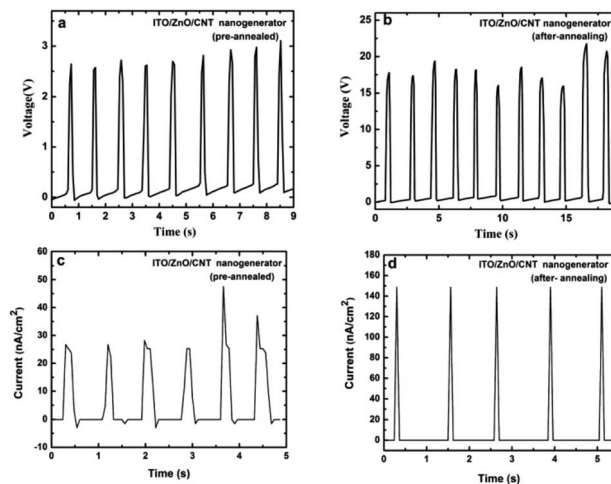 a ITO/ZnO/CNT nanogenerator
(pre-annealed)
Voltage(V)
3
2
1
0
0 1 2 3 4 5 6 7 8 9
Time (s)
b ITO/ZnO/CNT nanogenerator
(after-annealing)
Voltage (V)
25
20
15
10
5
0
0 5 10 15
Time (s)
c ITO/ZnO/CNT nanogenerator
(pre-annealed)
Current (nA/cm²)
60
50
40
30
20
10
0
-10
0 1 2 3 4 5
Time (s)
d ITO/ZnO/CNT nanogenerator
(after- annealing)
Current (nA/cm²)
180
160
140
120
100
80
60
40
20
0
0 1 2 3 4 5
Time (s)